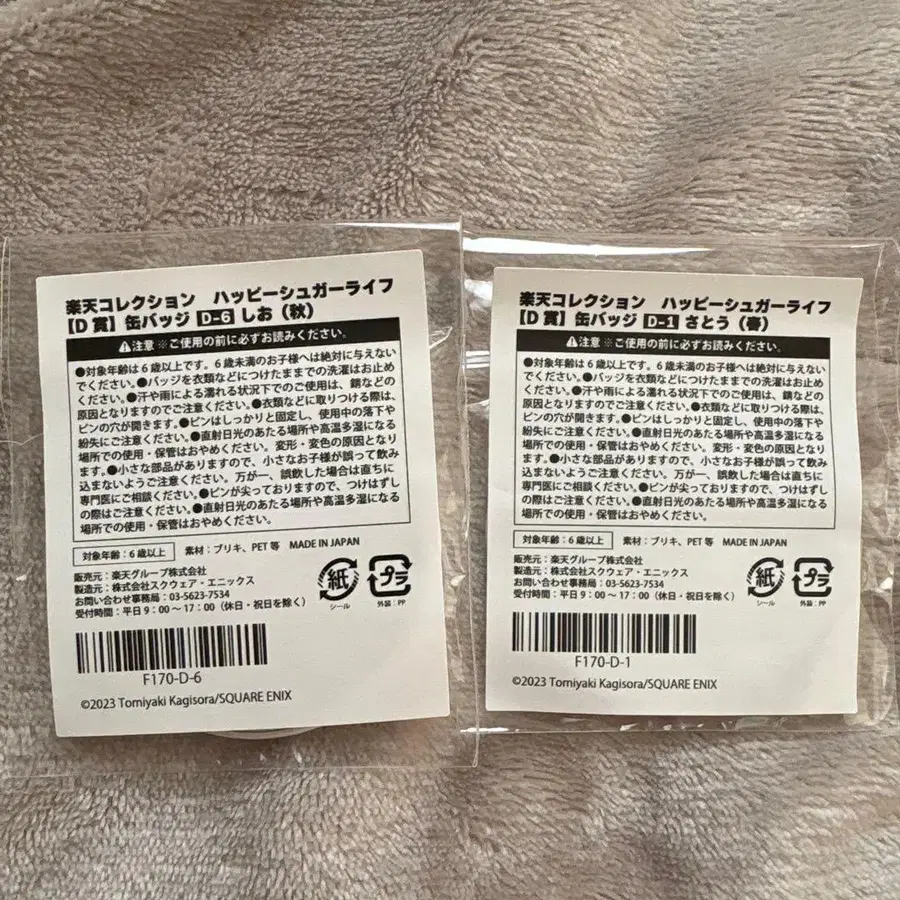 楽天コレクション ハッピーシュガーライフ
【D 賞】缶バッジ D-6 しお（秋）
⚠注意 ※ご使用の前に必ずお読みください。
●対象年齢は6歳以上です。6歳未満のお子様へは絶対に与えない
でください。●バッジを衣類などにつけたままでの洗濯はお止め
ください。●汗や雨による濡れる状況下でのご使用は、錆などの
原因となりますのでご注意ください。●衣類などに取りつける際は、
ピンの穴が開きます。●ピンはしっかりと固定し、使用中の落下や
紛失にご注意ください。●直射日光のあたる場所や高温多湿になる
場所での使用・保管はおやめください。変形・変色の原因となり
ます。●小さな部品がありますので、小さなお子様が誤って飲み
込まないようご注意ください。万が一、誤飲した場合は直ちに
専門医にご相談ください。●ピンが尖っておりますので、つけはずし
の際はご注意ください。●直射日光のあたる場所や高温多湿になる
場所での使用・保管はおやめください。
対象年齢：6歳以上 素材：ブリキ、PET 等 MADE IN JAPAN
販売元：楽天グループ株式会社
製造元：株式会社スクウェア・エニックス
お問い合わせ事務局：03-5623-7534
受付時間：平日 9：00～17：00（休日・祝日を除く）
紙
シール
プラ
外装：PP
F170-D-6
©2023 Tomiyaki Kagisora/SQUARE ENIX
楽天コレクション ハッピーシュガーライフ
【D 賞】缶バッジ D-1 さとう（春）
⚠注意 ※ご使用の前に必ずお読みください。
●対象年齢は6歳以上です。6歳未満のお子様へは絶対に与えない
でください。●バッジを衣類などにつけたままでの洗濯はお止め
ください。●汗や雨による濡れる状況下でのご使用は、錆などの
原因となりますのでご注意ください。●衣類などに取りつける際は、
ピンの穴が開きます。●ピンはしっかりと固定し、使用中の落下や
紛失にご注意ください。●直射日光のあたる場所や高温多湿になる
場所での使用・保管はおやめください。変形・変色の原因となり
ます。●小さな部品がありますので、小さなお子様が誤って飲み
込まないようご注意ください。万が一、誤飲した場合は直ちに
専門医にご相談ください。●ピンが尖っておりますので、つけはずし
の際はご注意ください。●直射日光のあたる場所や高温多湿になる
場所での使用・保管はおやめください。
対象年齢：6歳以上 素材：ブリキ、PET 等 MADE IN JAPAN
販売元：楽天グループ株式会社
製造元：株式会社スクウェア・エニックス
お問い合わせ事務局：03-5623-7534
受付時間：平日 9：00～17：00（休日・祝日を除く）
紙
シール
プラ
外装：PP
F170-D-1
©2023 Tomiyaki Kagisora/SQUARE ENIX